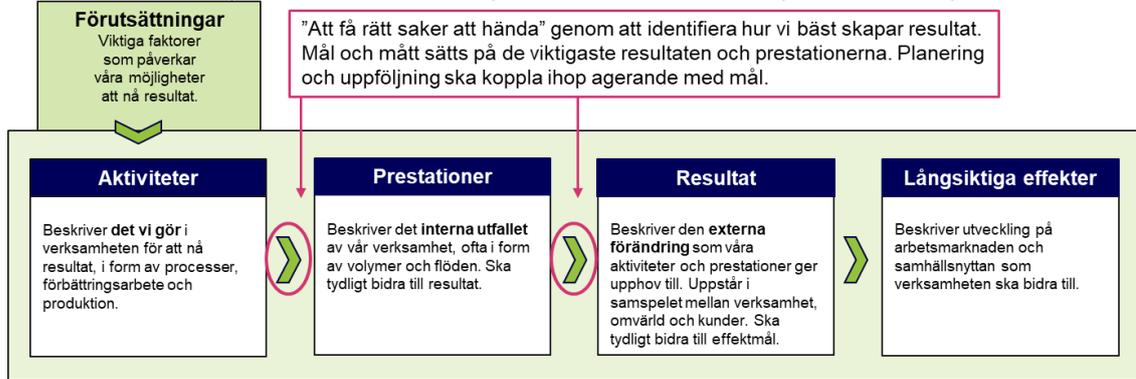 Förutsättningar
Viktiga faktorer
som påverkar
våra möjligheter
att nå resultat.
”Att få rätt saker att hända” genom att identifiera hur vi bäst skapar resultat.
Mål och mått sätts på de viktigaste resultaten och prestationerna. Planering
och uppföljning ska koppla ihop agerande med mål.
Aktiviteter
Beskriver det vi gör i
verksamheten för att nå
resultat, i form av processer,
förbättringsarbete och
produktion.
Prestationer
Beskriver det interna utfallet
av vår verksamhet, ofta i form
av volymer och flöden. Ska
tydligt bidra till resultat.
Resultat
Beskriver den externa
förändring som våra
aktiviteter och prestationer ger
upphov till. Uppstår i
samspelet mellan verksamhet,
omvärld och kunder. Ska
tydligt bidra till effektmål.
Långsiktiga effekter
Beskriver utveckling på
arbetsmarknaden och
samhällsnyttan som
verksamheten ska bidra till.